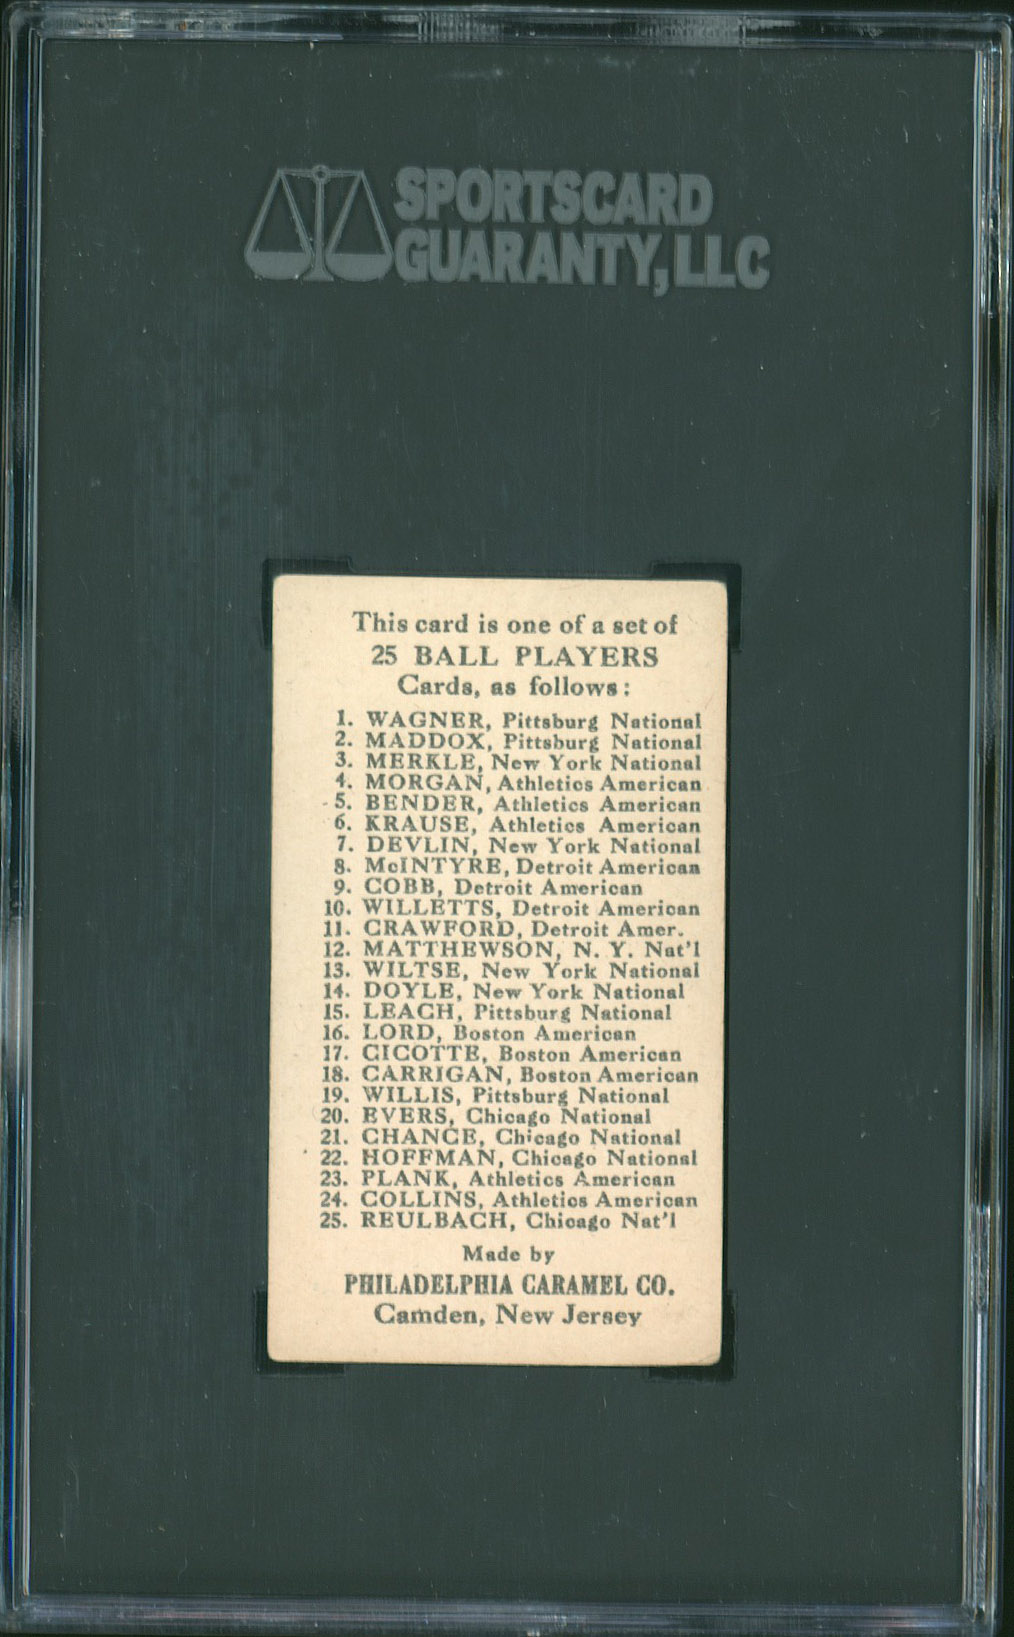 SPORTSCARD
GUARANTY, LLC
This card is one of a set of
25 BALL PLAYERS
Cards, as follows:
1. WAGNER, Pittsburg National
2. MADDOX, Pittsburg National
3. MERKLE, New York National
4. MORGAN, Athletics American
5. BENDER, Athletics American
6. KRAUSE, Athletics American
7. DEVLIN, New York National
8. McINTYRE, Detroit American
9. COBB, Detroit American
10. WILLETTS, Detroit American
11. CRAWFORD, Detroit Amer.
12. MATTHEWSON, N. Y. Nat'l
13. WILTSE, New York National
14. DOYLE, New York National
15. LEACH, Pittsburg National
16. LORD, Boston American
17. CICOTTE, Boston American
18. CARRIGAN, Boston American
19. WILLIS, Pittsburg National
20. EVERS, Chicago National
21. CHANCE, Chicago National
22. HOFFMAN, Chicago National
23. PLANK, Athletics American
24. COLLINS, Athletics American
25. REULBACH, Chicago Nat'l
Made by
PHILADELPHIA CARAMEL CO.
Camden, New Jersey